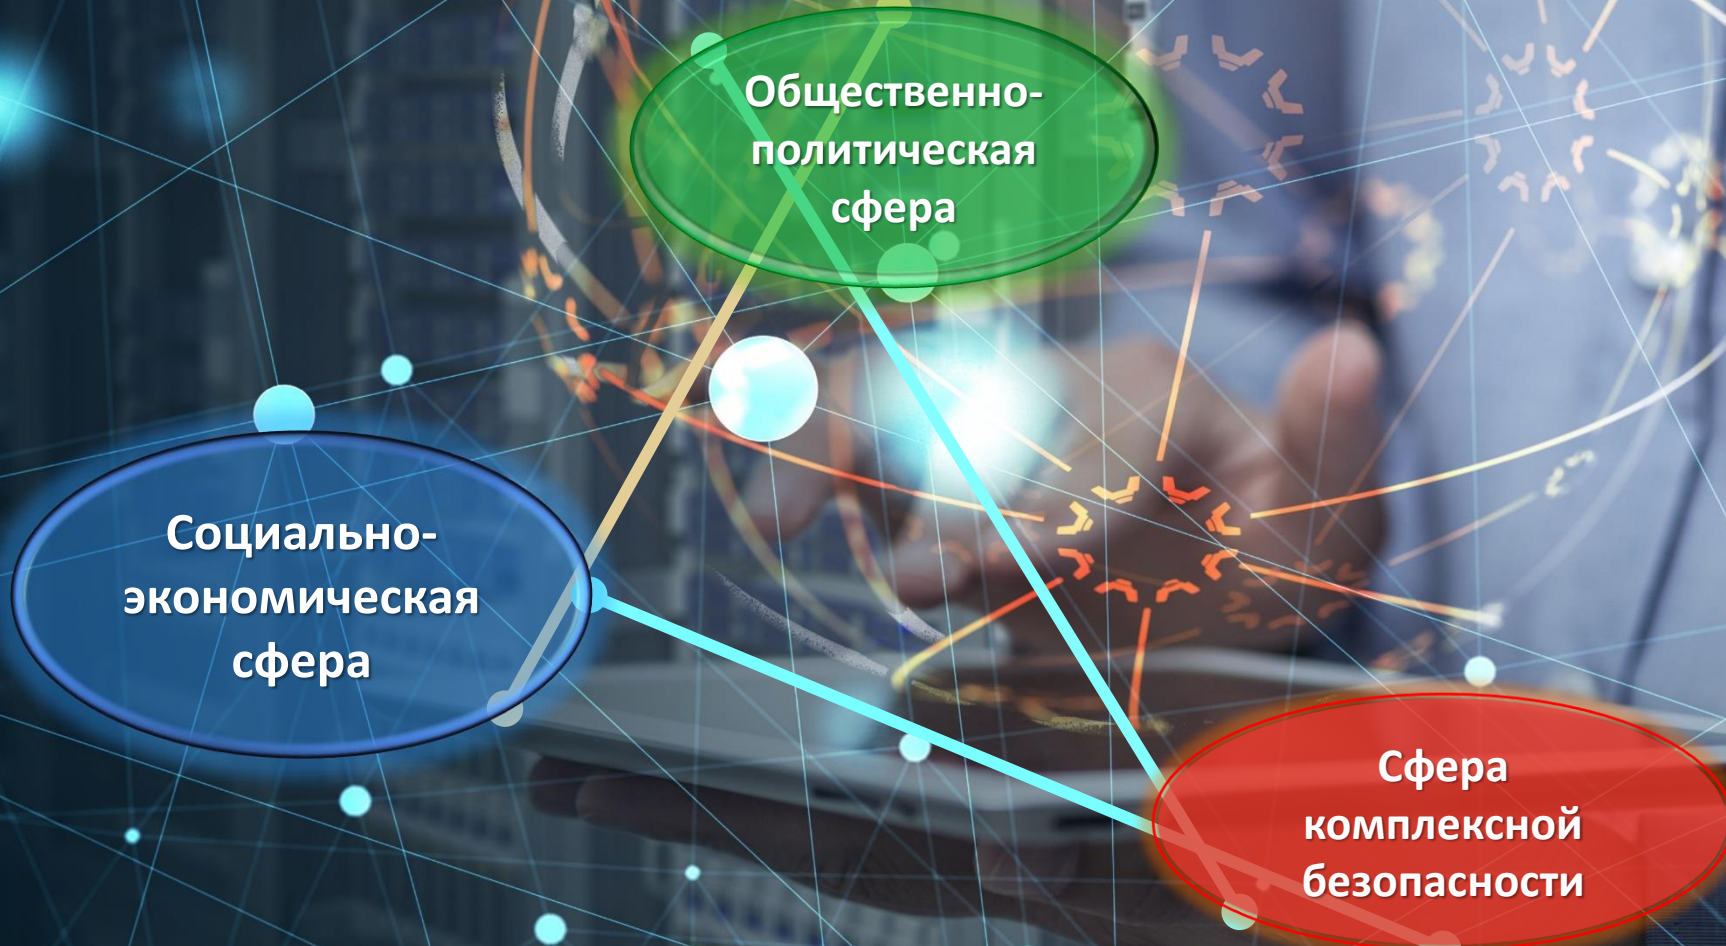 Общественно-
политическая
сфера
Социально-
экономическая
сфера
Сфера
комплексной
безопасности